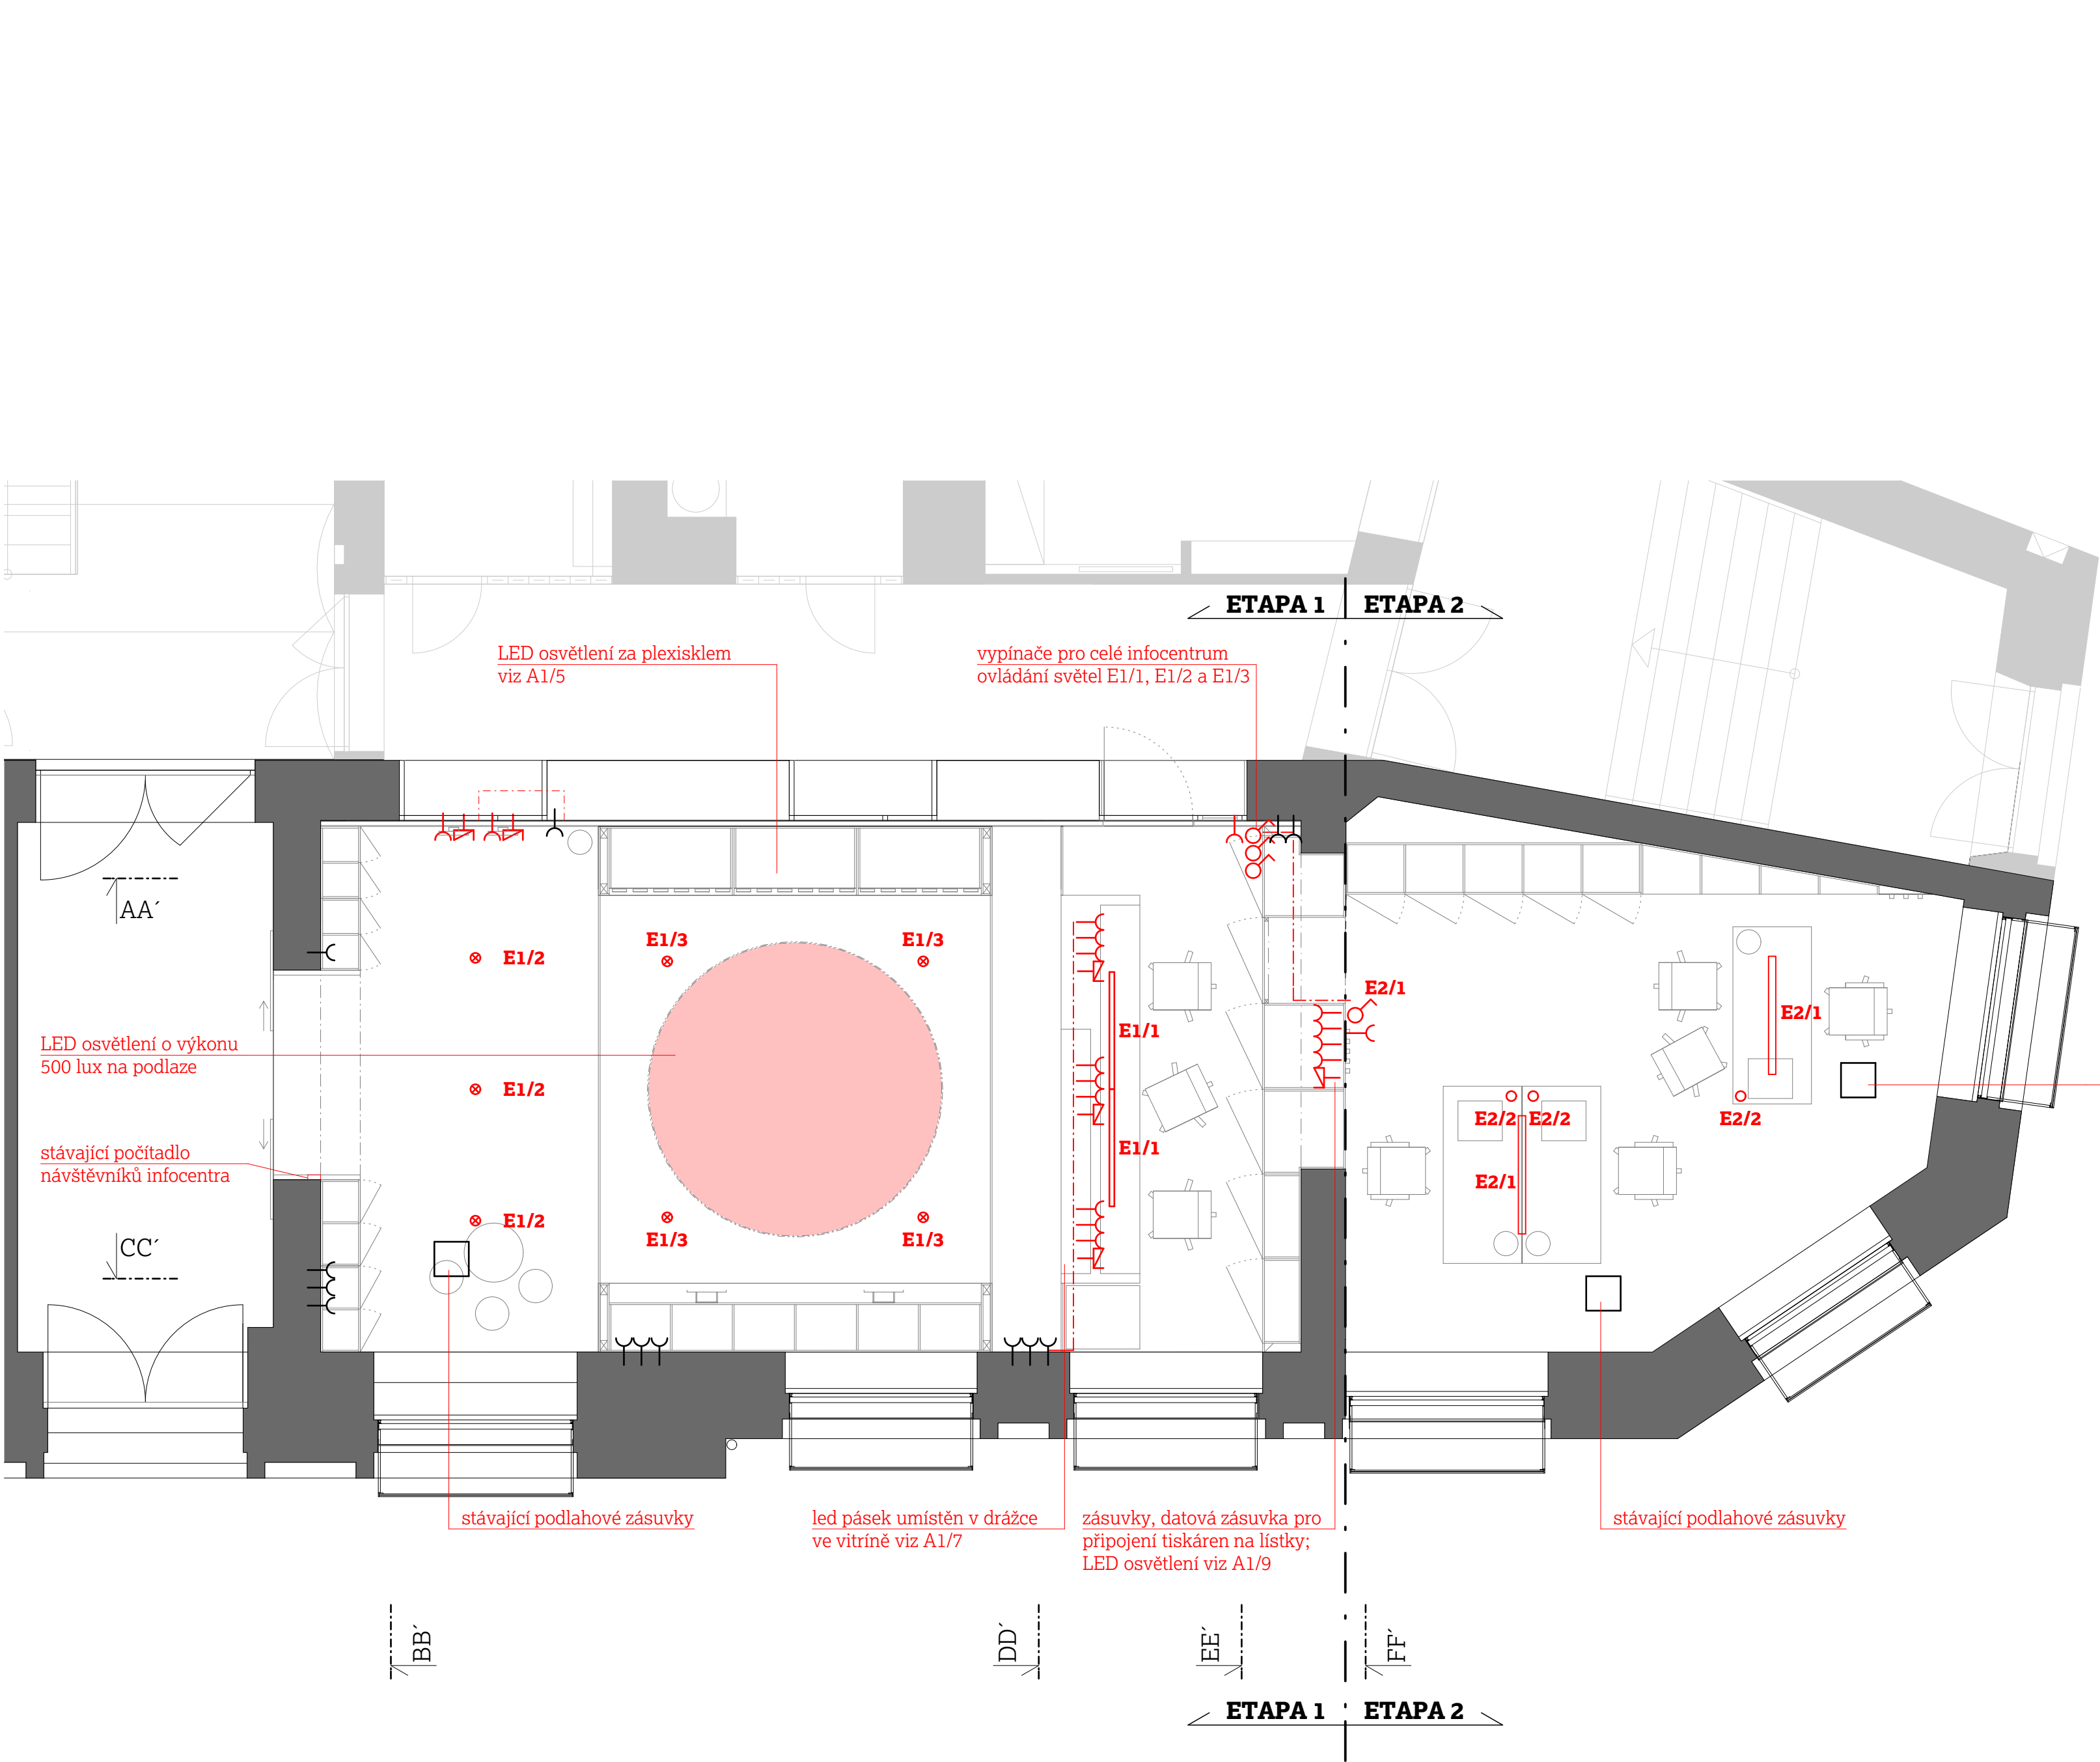 ETAPA 1 ETAPA 2
LED osvětlení za plexisklem
viz A1/5
vypínače pro celé infocentrum
ovládání světel E1/1, E1/2 a E1/3
AA´
E1/3 E1/3
E1/2
E2/1
E2/1
E1/1
LED osvětlení o výkonu
500 lux na podlaze
E1/2
E2/2 E2/2 E2/2
E1/1
stávající počítadlo
návštěvníků infocentra
E2/1
E1/2
E1/3 E1/3
CC´
stávající podlahové zásuvky
led pásek umístěn v drážce
ve vitríně viz A1/7
zásuvky, datová zásuvka pro
připojení tiskáren na lístky;
LED osvětlení viz A1/9
stávající podlahové zásuvky
BB´ DD´ EE´ FF´
ETAPA 1 ETAPA 2